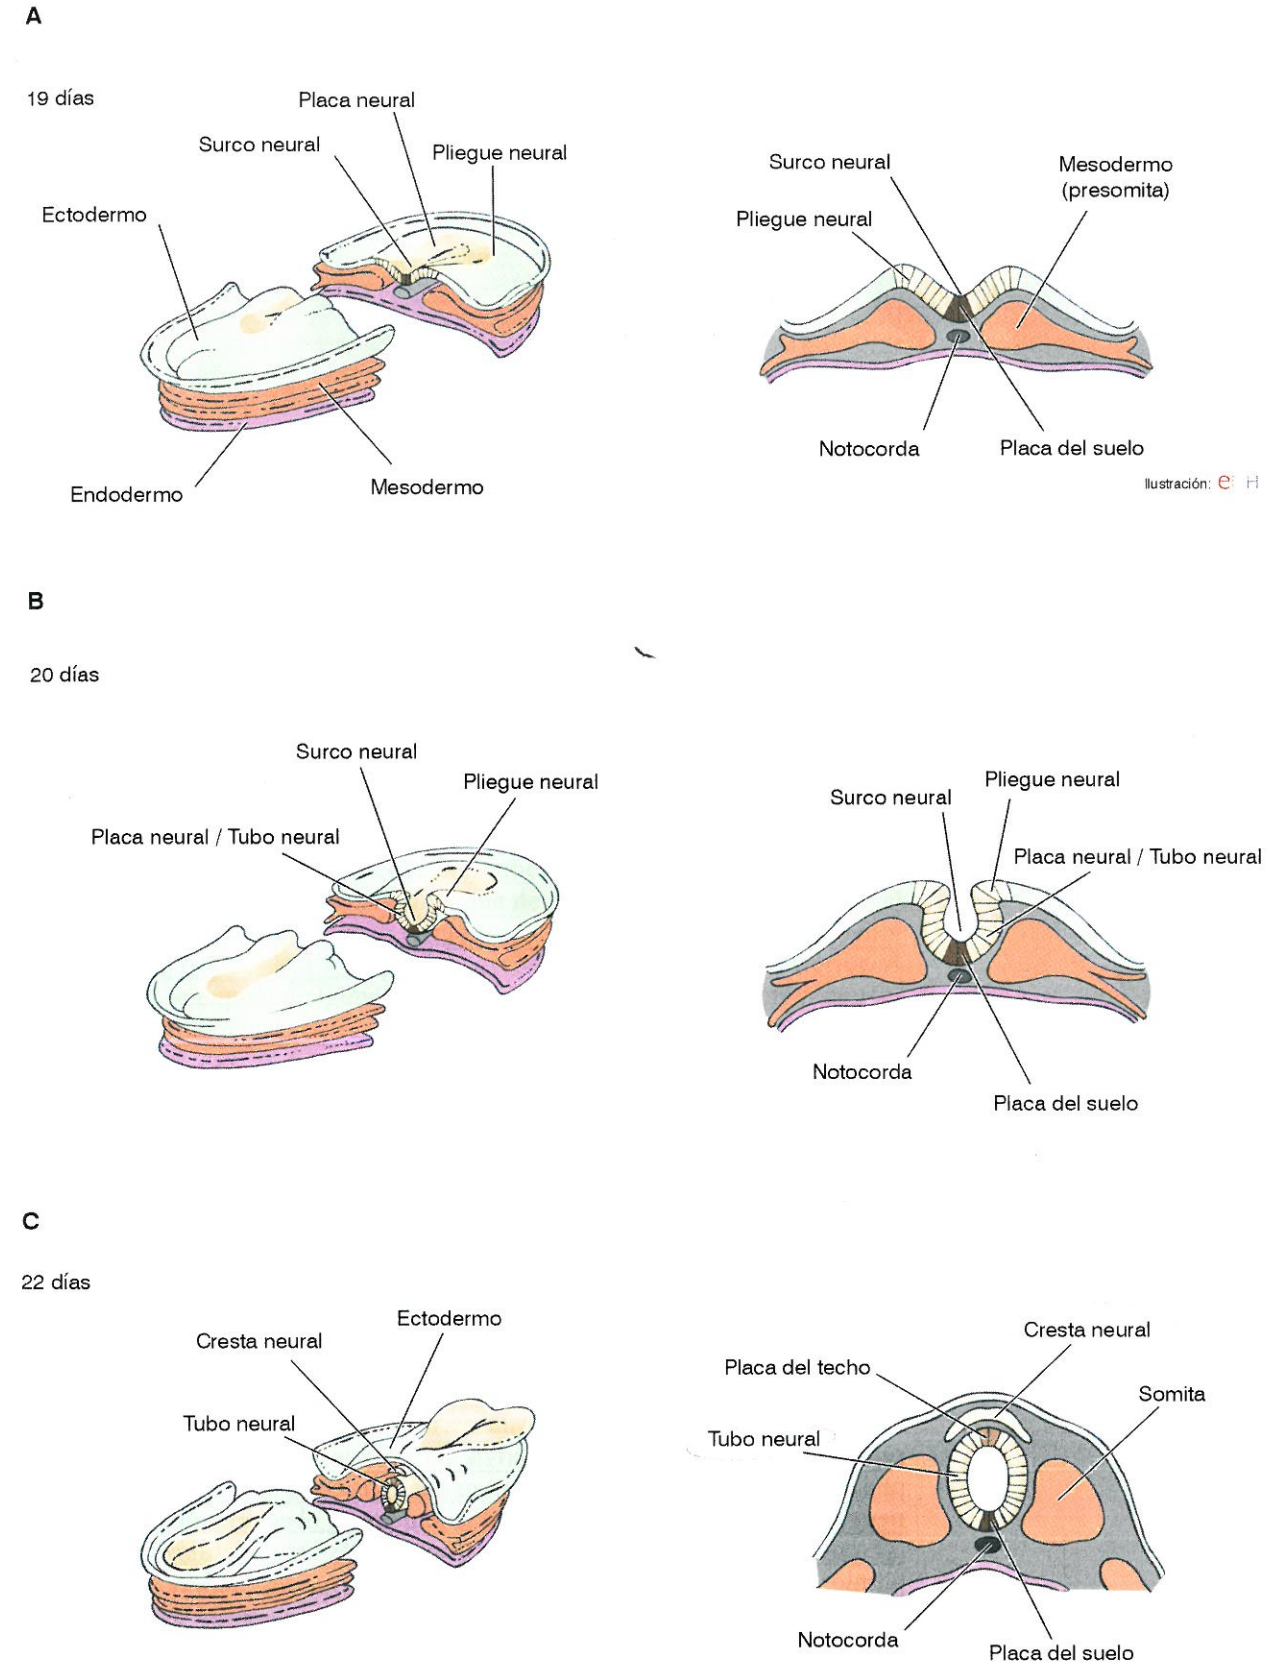 A
19 días
Placa neural
Surco neural
Pliegue neural
Ectodermo
Endodermo
Mesodermo
Surco neural
Mesodermo
(presomita)
Pliegue neural
Notocorda
Placa del suelo
Ilustración:
B
20 días
Surco neural
Pliegue neural
Placa neural / Tubo neural
Pliegue neural
Surco neural
Placa neural / Tubo neural
Notocorda
Placa del suelo
C
22 días
Ectodermo
Cresta neural
Tubo neural
Cresta neural
Placa del techo
Somita
Tubo neural
Notocorda
Placa del suelo